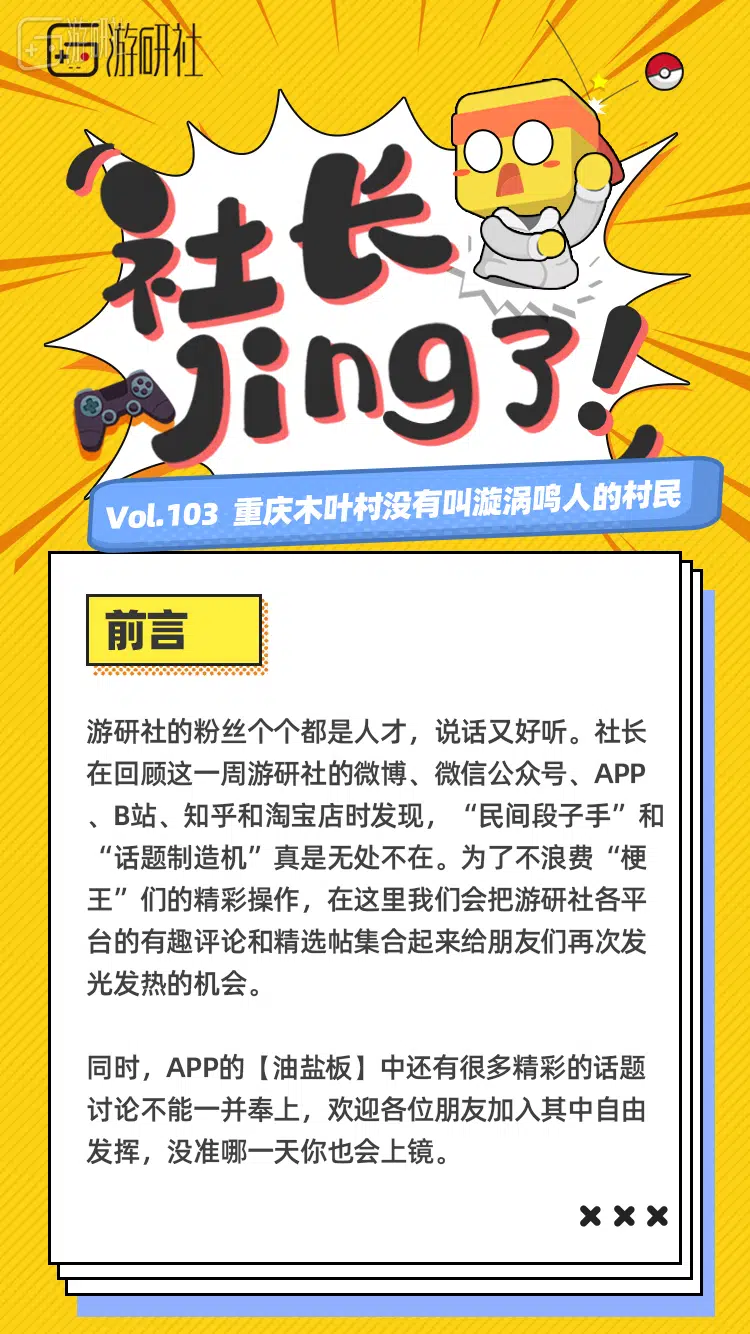 游研社
社长
Jing了!
Vol.103 重庆木叶村没有叫漩涡鸣人的村民
前言
游研社的粉丝个个都是人才，说话又好听。社长
在回顾这一周游研社的微博、微信公众号、APP
、B站、知乎和淘宝店时发现，“民间段子手”和
“话题制造机”真是无处不在。为了不浪费“梗
王”们的精彩操作，在这里我们会把游研社各平
台的有趣评论和精选帖集合起来给朋友们再次发
光发热的机会。
同时，APP的【油盐板】中还有很多精彩的话题
讨论不能一并奉上，欢迎各位朋友加入其中自由
发挥，没准哪一天你也会上镜。